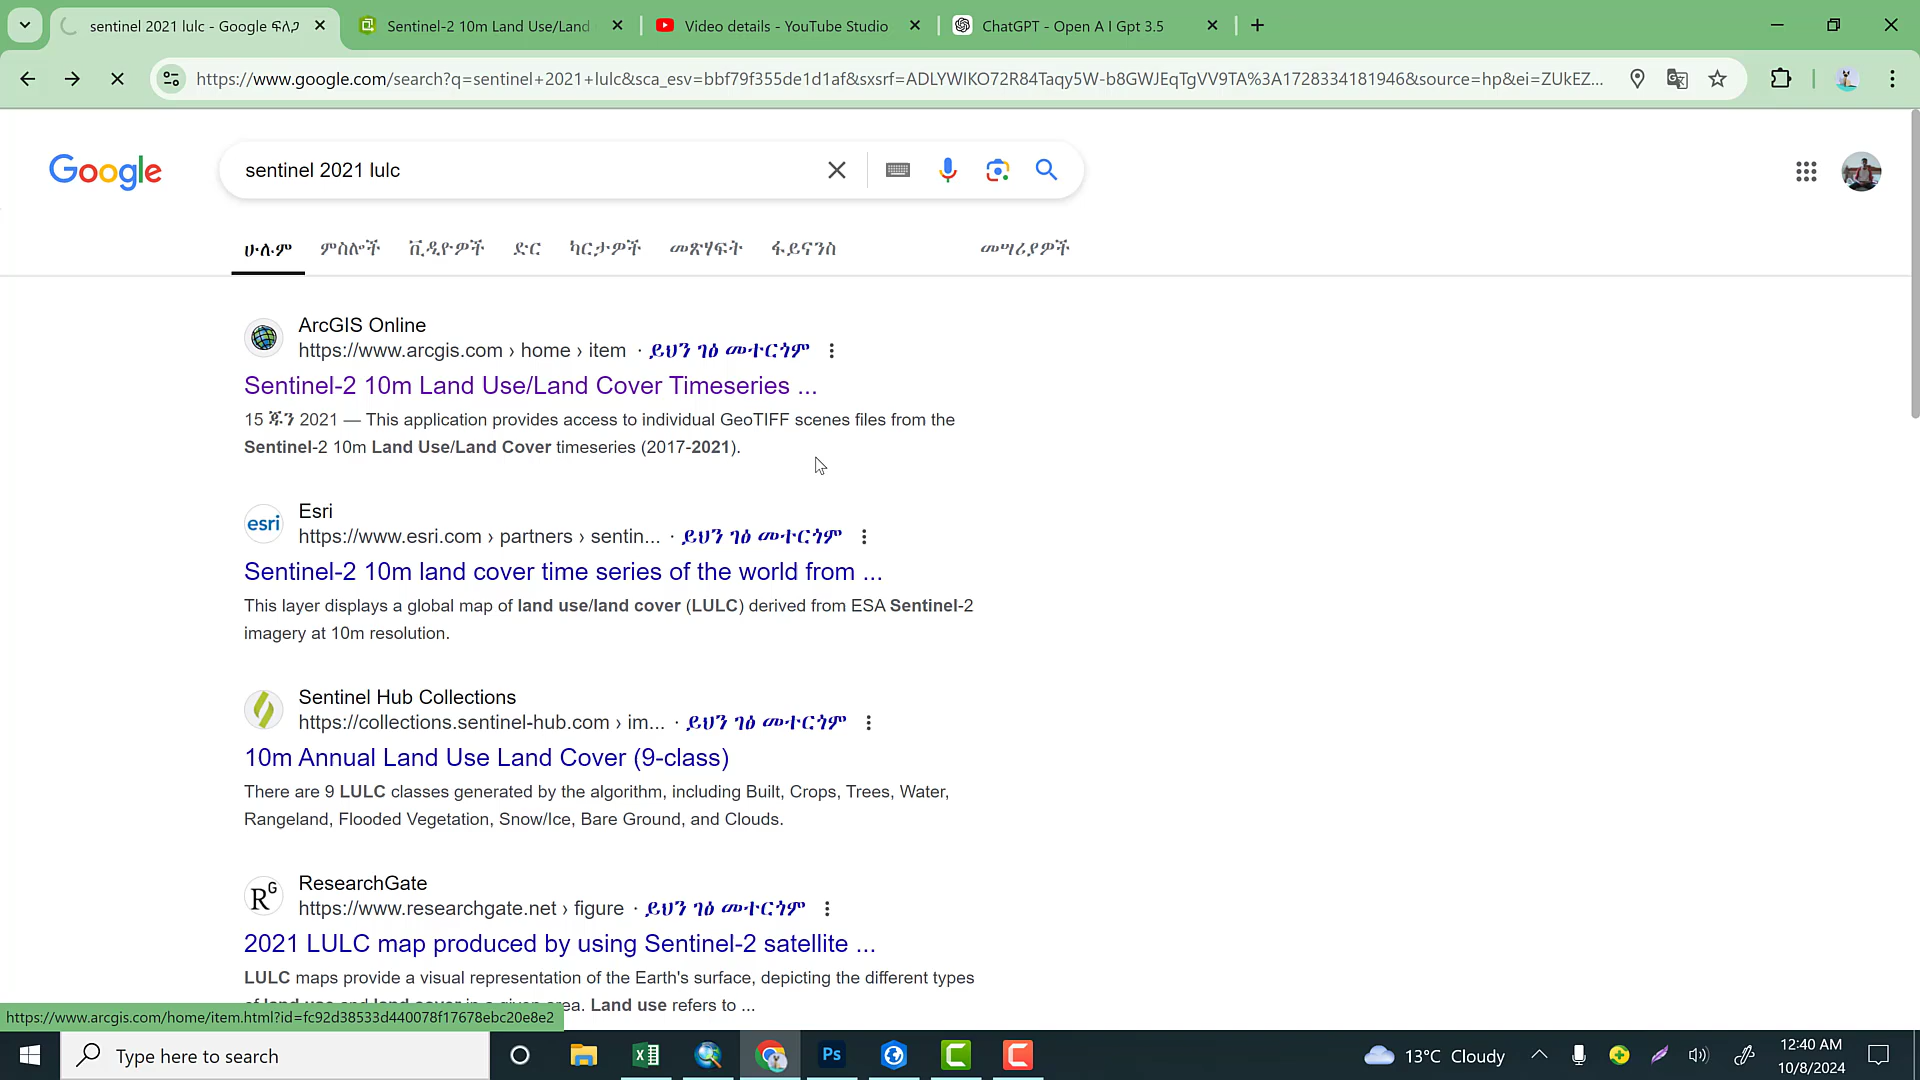 sentinel 2021 lulc - Google ፍለጋ
Sentinel-2 10m Land Use/Land
Video details - YouTube Studio
ChatGPT - Open A I Gpt 3.5
https://www.google.com/search?q=sentinel+2021+lulc&sca_esv=bbf79f355de1d1af&sxsrf=ADLYWIKO72R84Taqy5W-b8GWJEqTgVV9TA%3A1728334181946&source=hp&ei=ZUkEZ...
Google
sentinel 2021 lulc
ሁሉም ምስሎች ቪዲዮዎች ድር ካርታዎች መጽሃፍት ፋይናንስ መሣሪያዎች
ArcGIS Online
https://www.arcgis.com › home › item · ይህን ገፅ መተርጎም
Sentinel-2 10m Land Use/Land Cover Timeseries ...
15 ጁን 2021 — This application provides access to individual GeoTIFF scenes files from the
Sentinel-2 10m Land Use/Land Cover timeseries (2017-2021).
esri
Esri
https://www.esri.com › partners › sentin... · ይህን ገፅ መተርጎም
Sentinel-2 10m land cover time series of the world from ...
This layer displays a global map of land use/land cover (LULC) derived from ESA Sentinel-2
imagery at 10m resolution.
Sentinel Hub Collections
https://collections.sentinel-hub.com › im... · ይህን ገፅ መተርጎም
10m Annual Land Use Land Cover (9-class)
There are 9 LULC classes generated by the algorithm, including Built, Crops, Trees, Water,
Rangeland, Flooded Vegetation, Snow/Ice, Bare Ground, and Clouds.
RG
ResearchGate
https://www.researchgate.net › figure · ይህን ገፅ መተርጎም
2021 LULC map produced by using Sentinel-2 satellite ...
LULC maps provide a visual representation of the Earth's surface, depicting the different types
of land use and land cover in a given area. Land use refers to ...
https://www.arcgis.com/home/item.html?id=fc92d38533d440078f17678ebc20e8e2
Type here to search
Ps
13°C Cloudy
12:40 AM
10/8/2024